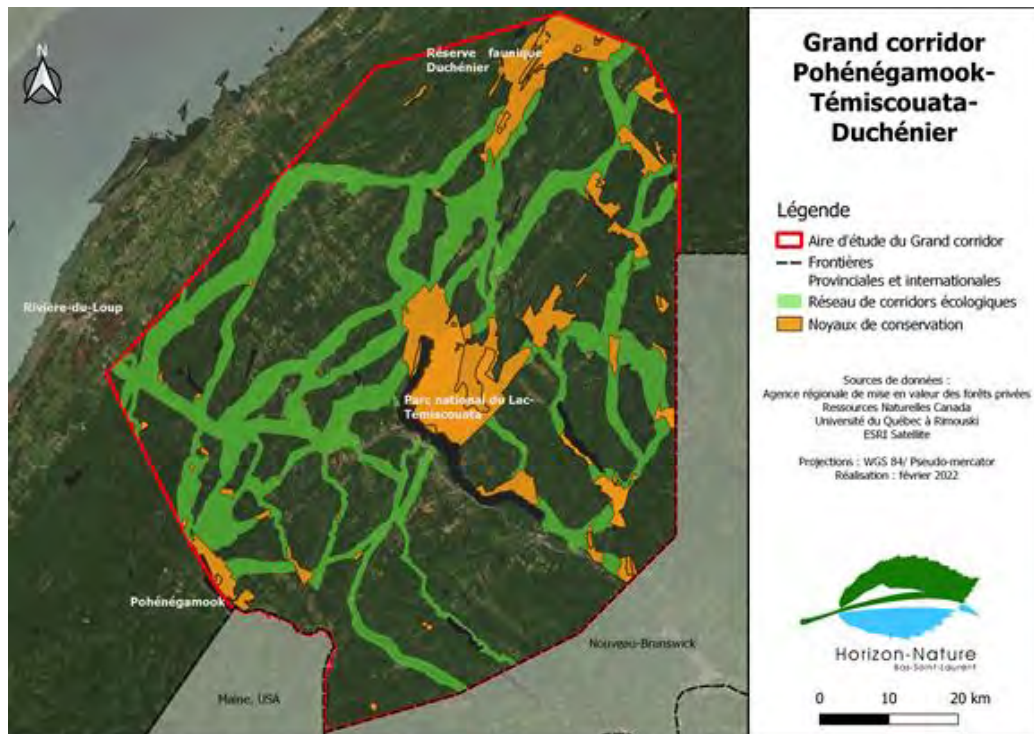 N
Réserve faunique
Duchénier
Rivière-du-Loup
Parc national du Lac-
Témiscouata
Pohénégamook
Nouveau-Brunswick
Maine, USA
Grand corridor
Pohénégamook-
Témiscouata-
Duchénier
Légende
Aire d'étude du Grand corridor
Frontières
Provinciales et internationales
Réseau de corridors écologiques
Noyaux de conservation
Sources de données :
Agence régionale de mise en valeur des forêts privées
Ressources Naturelles Canada
Université du Québec à Rimouski
ESRI Satellite
Projections : WGS 84/ Pseudo-mercator
Réalisation : février 2022
Horizon-Nature
Bas-Saint-Laurent
0 10 20 km